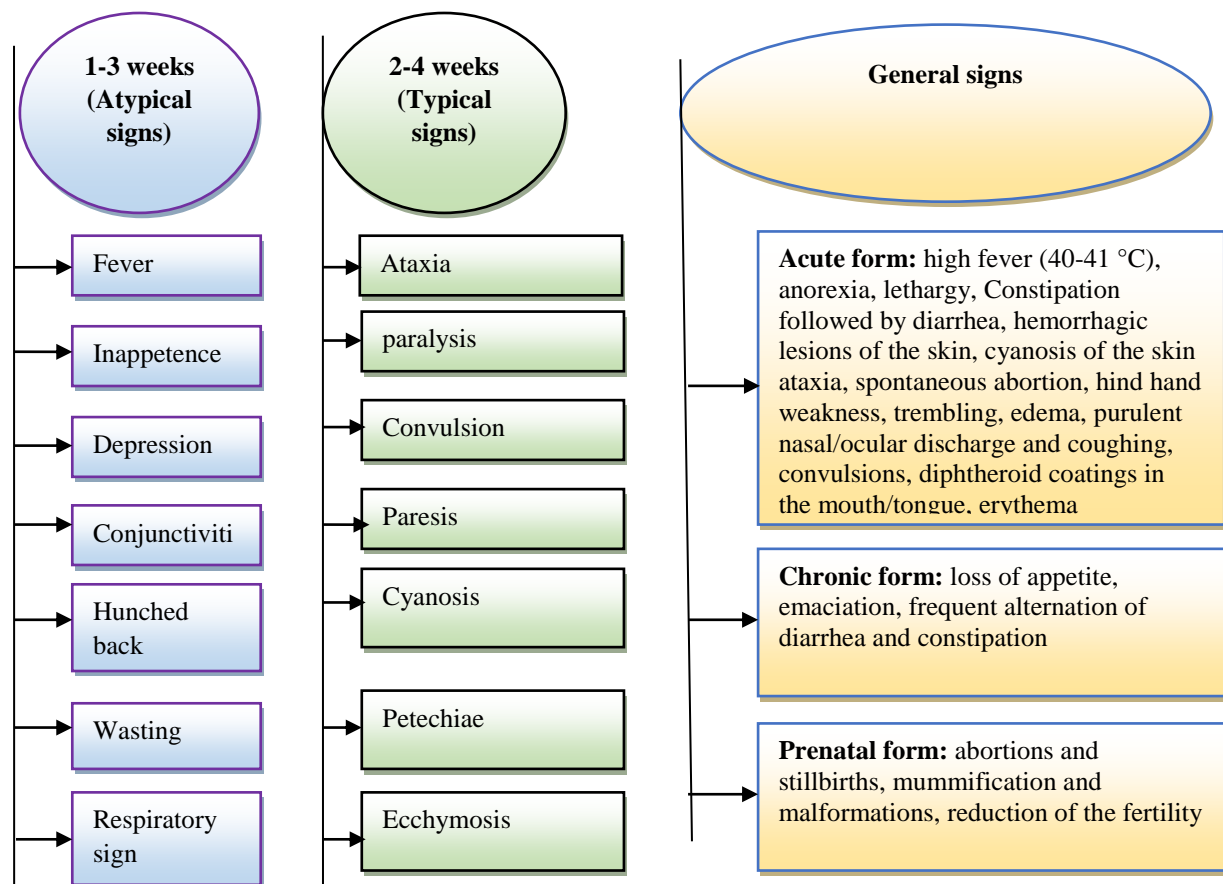 1-3 weeks
(Atypical
signs)
Fever
Inappetence
Depression
Conjunctiviti
Hunched
back
Wasting
Respiratory
sign
2-4 weeks
(Typical
signs)
Ataxia
paralysis
Convulsion
Paresis
Cyanosis
Petechiae
Ecchymosis
General signs
Acute form: high fever (40-41 °C),
anorexia, lethargy, Constipation
followed by diarrhea, hemorrhagic
lesions of the skin, cyanosis of the skin
ataxia, spontaneous abortion, hind hand
weakness, trembling, edema, purulent
nasal/ocular discharge and coughing,
convulsions, diphtheroid coatings in
the mouth/tongue, erythema
Chronic form: loss of appetite,
emaciation, frequent alternation of
diarrhea and constipation
Prenatal form: abortions and
stillbirths, mummification and
malformations, reduction of the fertility